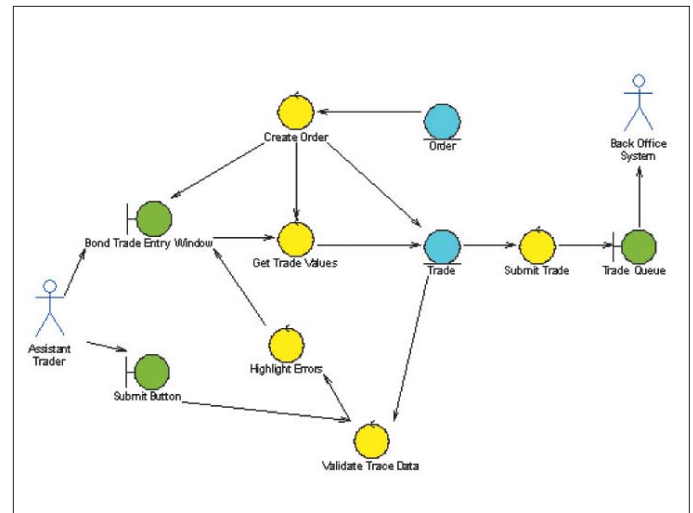 Create Order
Order
Back Office
System
Bond Trade Entry Window
Get Trade Values
Trade
Submit Trade
Trade Queue
Assistant
Trader
Highlight Errors
Submit Button
Validate Trace Data